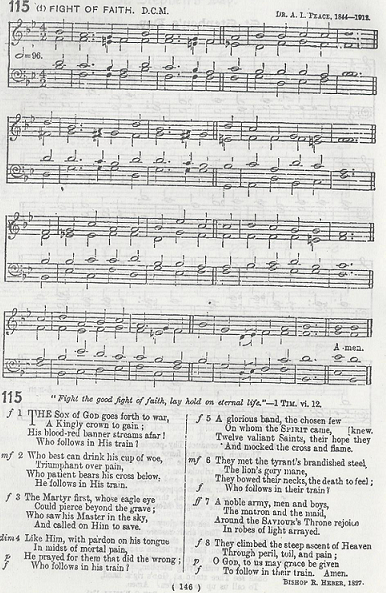 115 (1) FIGHT OF FAITH. D.C.M. DR. A. L. PEACE, 1844—1912.
=96.
A-men.
115 "Fight the good fight of faith, lay hold on eternal life."—1 TIM. vi. 12.
f 1 THE SON of God goes forth to war,
A Kingly crown to gain;
His blood-red banner streams afar!
Who follows in His train?
mf 2 Who best can drink his cup of woe,
Triumphant over pain,
Who patient bears his cross below,
He follows in His train.
f 3 The Martyr first, whose eagle eye
Could pierce beyond the grave;
Who saw his Master in the sky,
And called on Him to save.
dim 4 Like Him, with pardon on his tongue
In midst of mortal pain,
p He prayed for them that did the wrong;
f Who follows in his train!
f 5 A glorious band, the chosen few
On whom the SPIRIT came, [knew.
Twelve valiant Saints, their hope they
And mocked the cross and flame.
mf 6 They met the tyrant's brandished steel,
The lion's gory mane,
p They bowed their necks, the death to feel;
f Who follows in their train?
ff 7 A noble army, men and boys,
The matron and the maid,
Around the SAVIOUR'S Throne rejoice
In robes of light arrayed.
f 8 They climbed the steep ascent of Heaven
Through peril, toil, and pain;
p O God, to us may grace be given
f To follow in their train. Amen.
BISHOP R. HEBER, 1827.
( 146 )